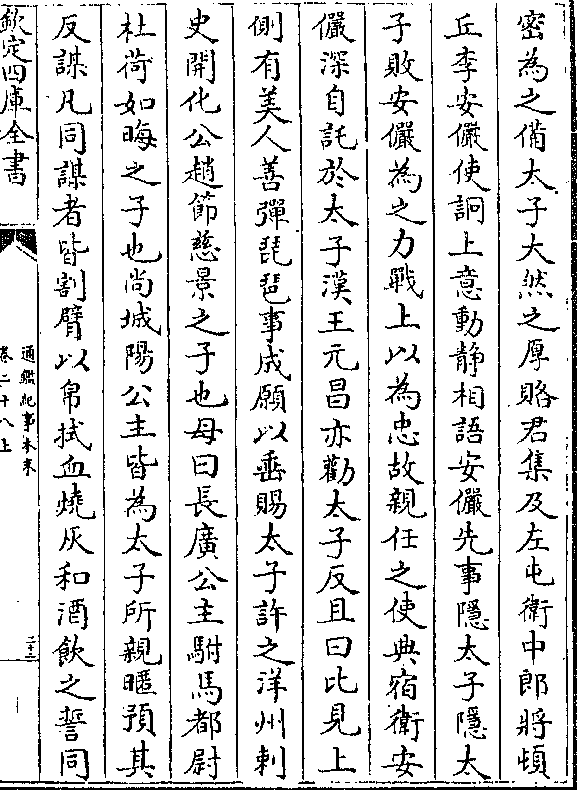 密為之備太子大然之厚賂君集及左屯衛中郎將頓
丘李安儼使詗上意動静相語安儼先事隱太子隱太
子敗安儼為之力戰上以為忠故親任之使典宿衛安
儼深自託於太子漢王元昌亦勸太子反且曰比見上
側有美人善彈琵琶事成願以垂賜太子許之洋州刺
史開化公趙節慈景之子也母曰長廣公主駙馬都尉
杜荷如晦之子也尚城陽公主皆為太子所親暱預其
反謀凡同謀者皆割臂以帛拭血燒灰和酒飲之誓同
欽定四庫全書
通鑑紀事本末
卷二十八上
二十三